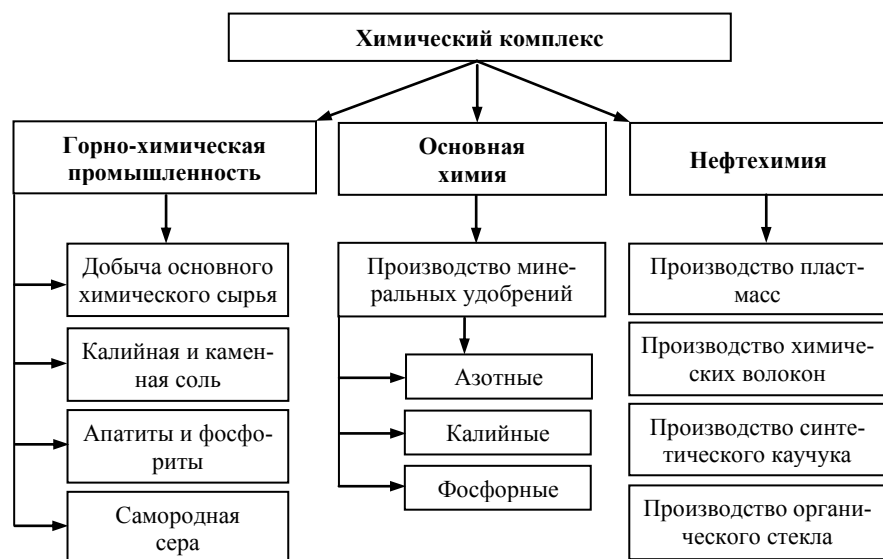 Химический комплекс
Горно-химическая
промышленность
Основная
химия
Нефтехимия
Добыча основного
химического сырья
Калийная и камен-
ная соль
Апатиты и фосфо-
риты
Самородная
сера
Производство мине-
ральных удобрений
Азотные
Калийные
Фосфорные
Производство пласт-
масс
Производство химиче-
ских волокон
Производство синте-
тического каучука
Производство органи-
ческого стекла